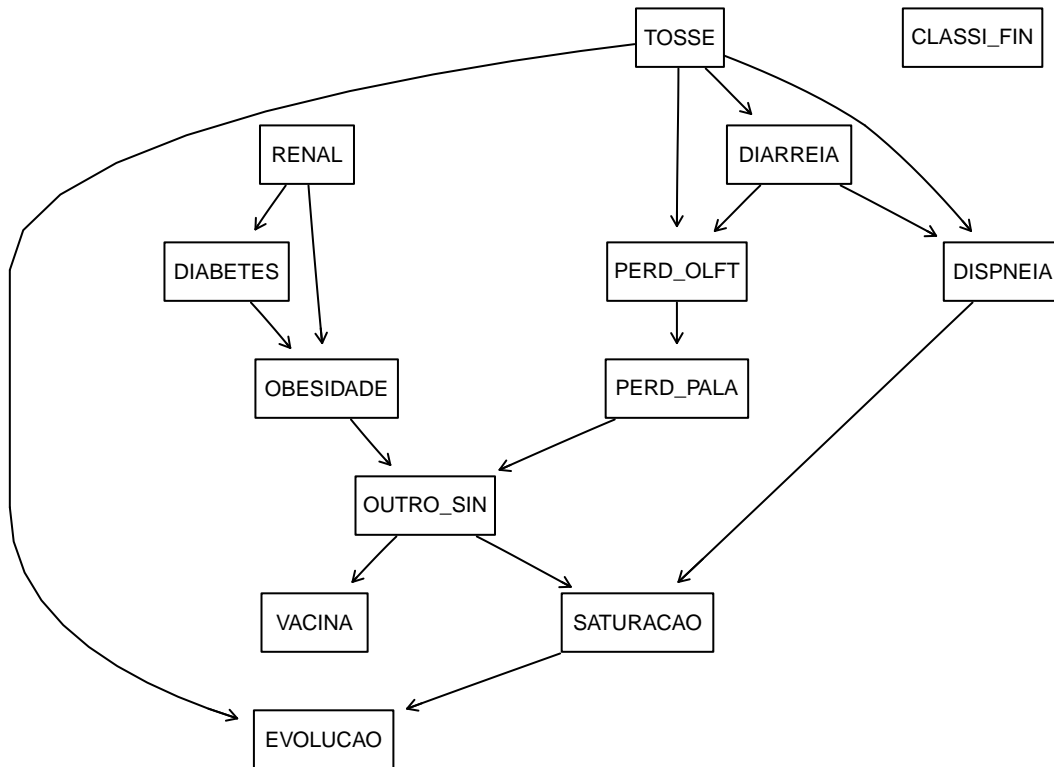 TOSSE
CLASSI_FIN
RENAL
DIARREIA
DIABETES
PERD_OLFT
DISPNEIA
OBESIDADE
PERD_PALA
OUTRO_SIN
VACINA
SATURACAO
EVOLUCAO